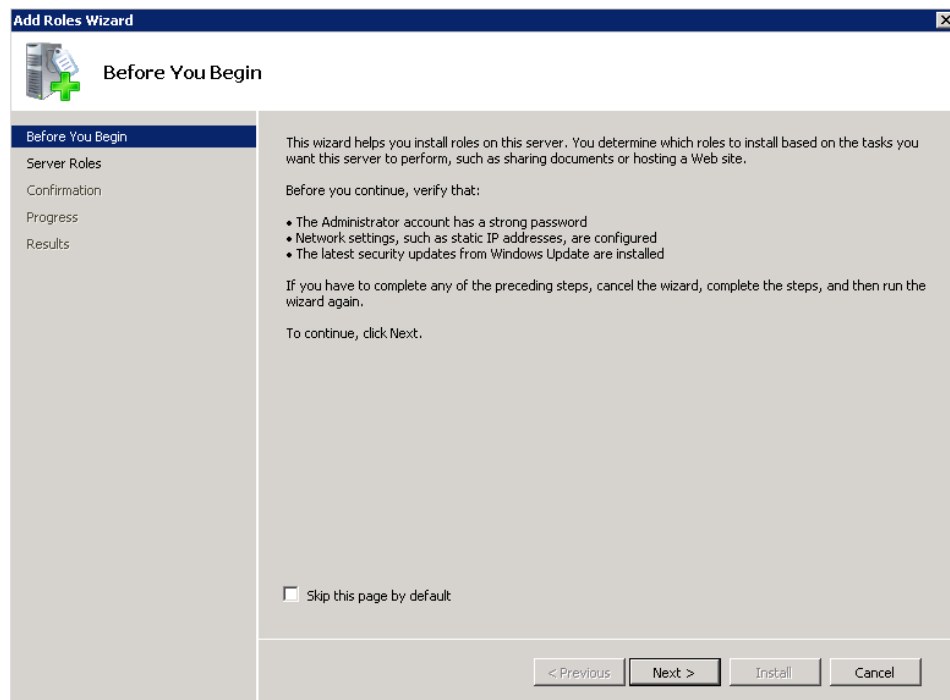 Add Roles Wizard
Before You Begin
Before You Begin
Server Roles
Confirmation
Progress
Results
This wizard helps you install roles on this server. You determine which roles to install based on the tasks you
want this server to perform, such as sharing documents or hosting a Web site.
Before you continue, verify that:
• The Administrator account has a strong password
• Network settings, such as static IP addresses, are configured
• The latest security updates from Windows Update are installed
If you have to complete any of the preceding steps, cancel the wizard, complete the steps, and then run the
wizard again.
To continue, click Next.
Skip this page by default
< Previous
Next >
Install
Cancel